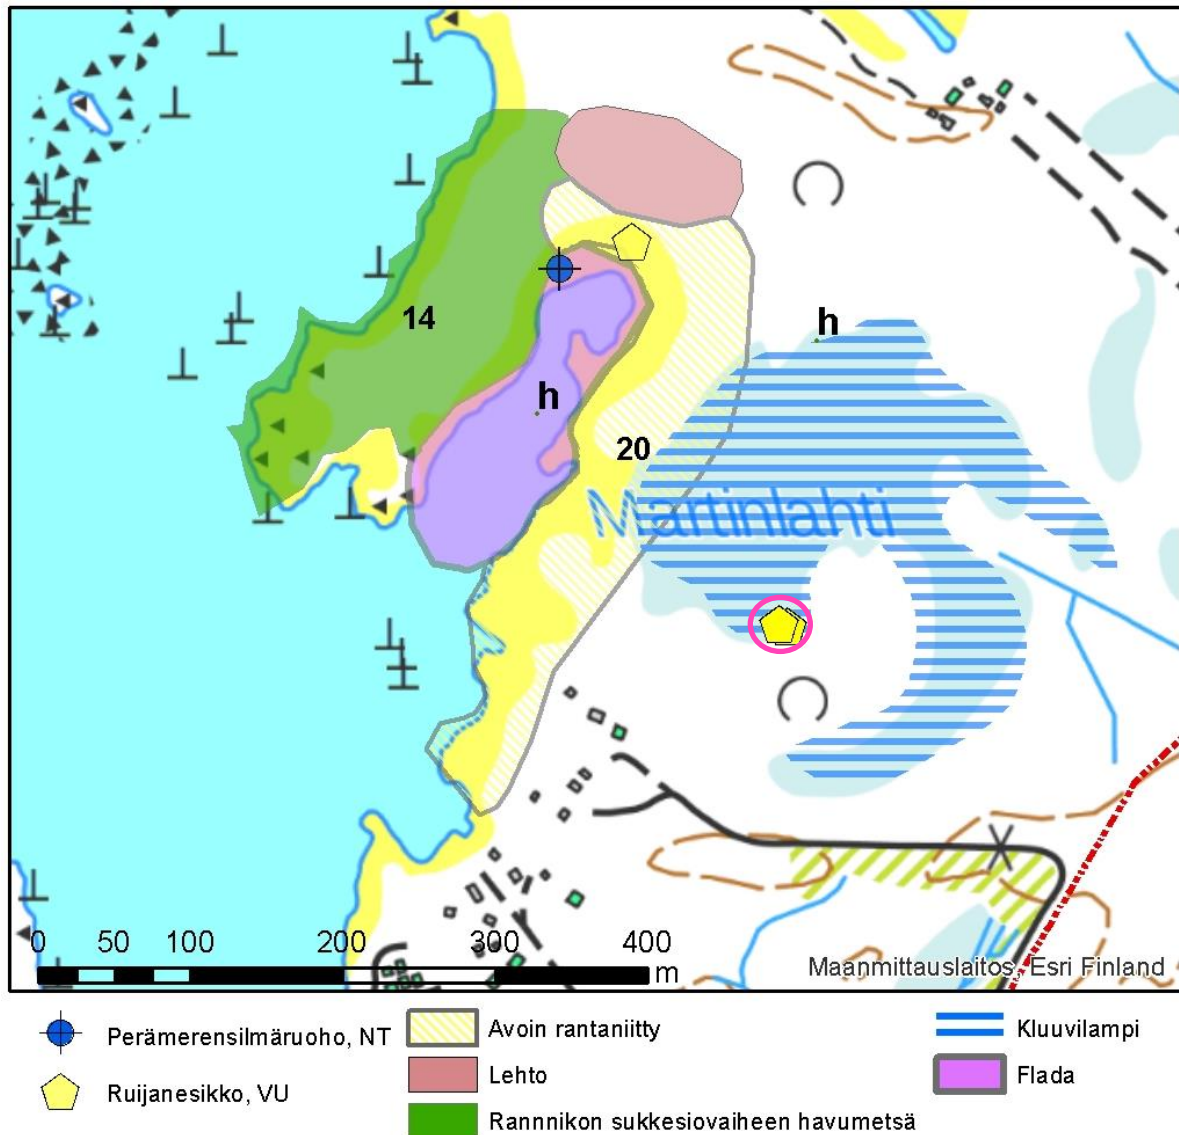 14
h
h
20
Martinlahti
0 50 100 200 300 400
m
Maanmittauslaitos, Esri Finland
Perämerensilmäruoho, NT
Ruijanesikko, VU
Avoin rantaniitty
Lehto
Rannnikon sukkesiovaiheen havumetsä
Kluuvilampi
Flada